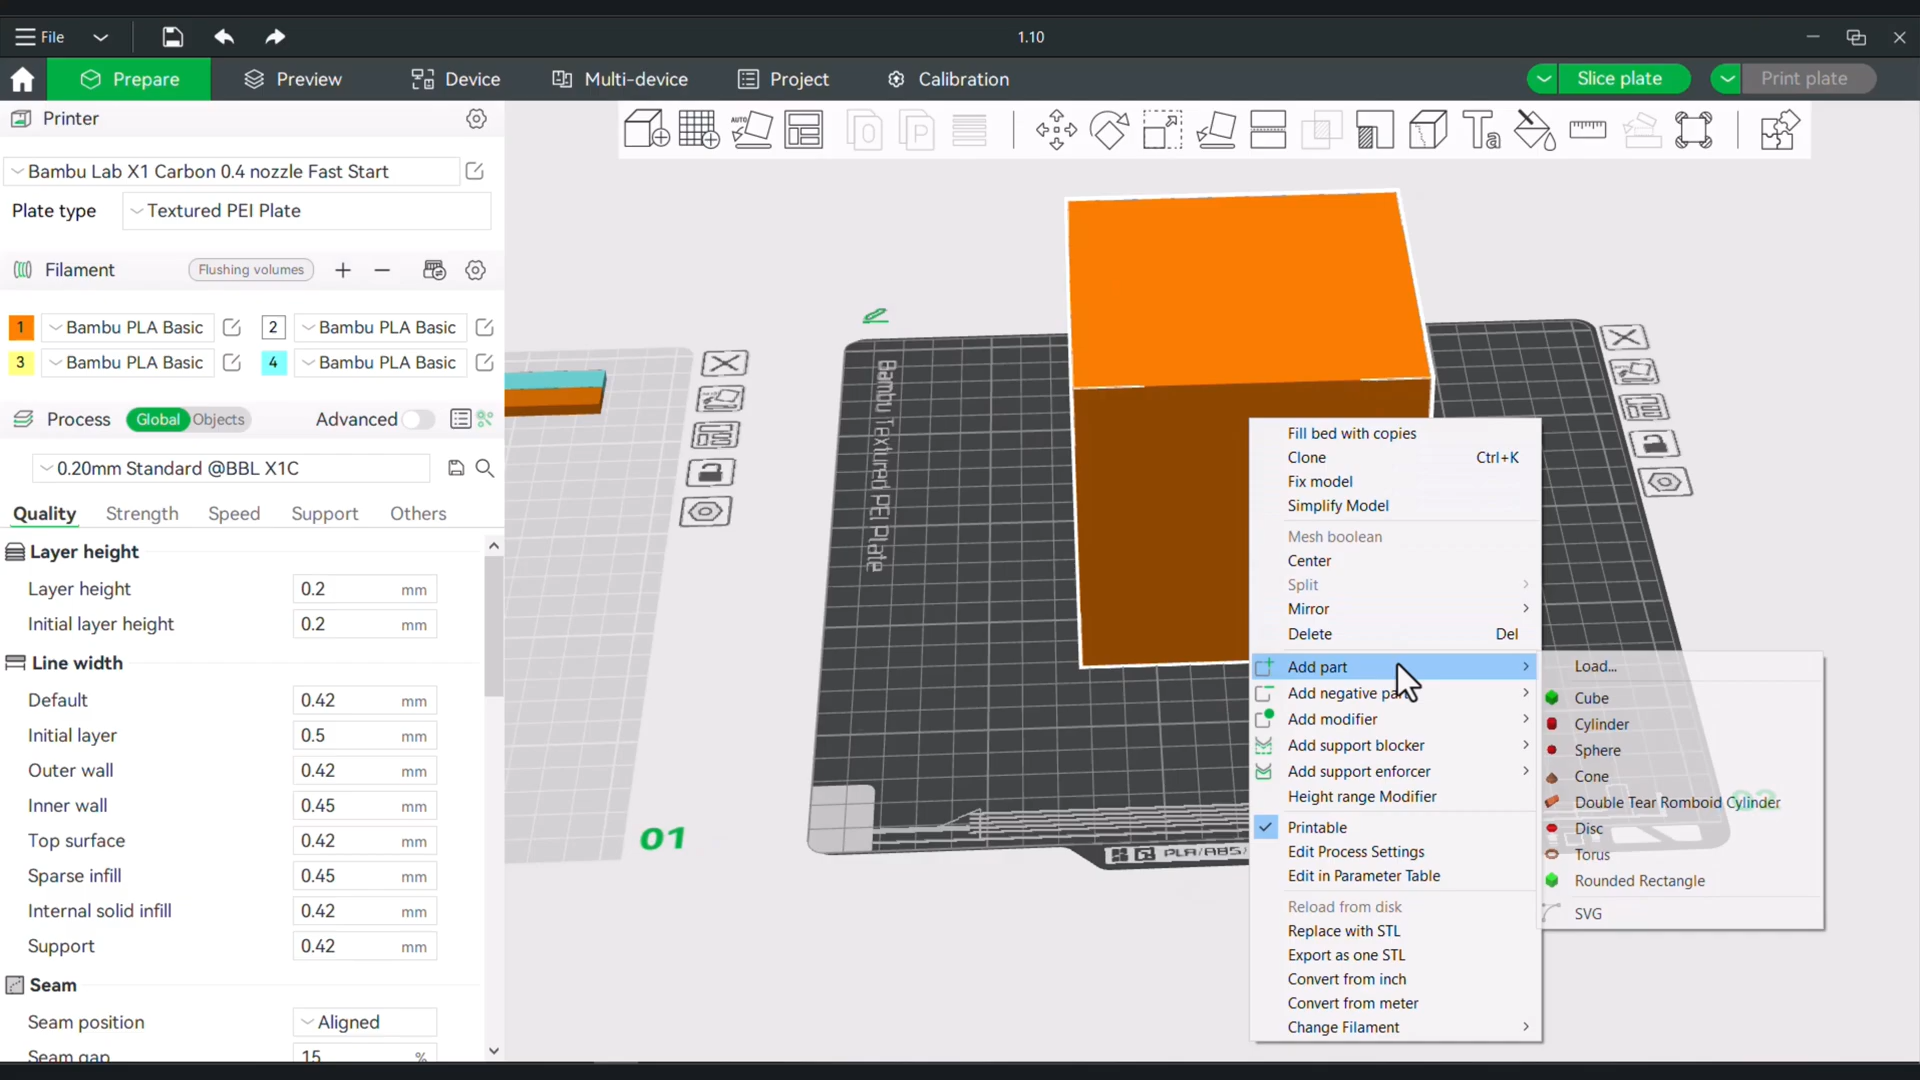 File
1.10
Prepare
Preview
Device
Multi-device
Project
Calibration
Slice plate
Print plate
Printer
Bambu Lab X1 Carbon 0.4 nozzle Fast Start
Plate type
Textured PEI Plate
Filament
Flushing volumes
1
Bambu PLA Basic
2
Bambu PLA Basic
3
Bambu PLA Basic
4
Bambu PLA Basic
Process
Global
Objects
Advanced
0.20mm Standard @BBL X1C
Quality
Strength
Speed
Support
Others
Layer height
Layer height
0.2 mm
Initial layer height
0.2 mm
Line width
Default
0.42 mm
Initial layer
0.5 mm
Outer wall
0.42 mm
Inner wall
0.45 mm
Top surface
0.42 mm
Sparse infill
0.45 mm
Internal solid infill
0.42 mm
Support
0.42 mm
Seam
Seam position
Aligned
Seam gap
15 %
AUTO
Ta
01
Bambu Textured PEI Plate
PLA/ABS/
Fill bed with copies
Clone Ctrl+K
Fix model
Simplify Model
Mesh boolean
Center
Split
Mirror
Delete Del
Add part
Add negative part
Add modifier
Add support blocker
Add support enforcer
Height range Modifier
Printable
Edit Process Settings
Edit in Parameter Table
Reload from disk
Replace with STL
Export as one STL
Convert from inch
Convert from meter
Change Filament
Load...
Cube
Cylinder
Sphere
Cone
Double Tear Romboid Cylinder
Disc
Torus
Rounded Rectangle
SVG